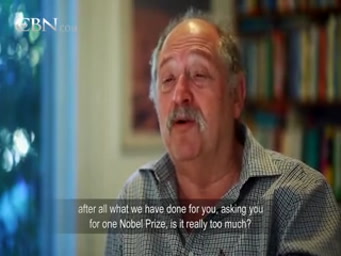 CBN.COM
after all what we have done for you, asking you
for one Nobel Prize, is it really too much?